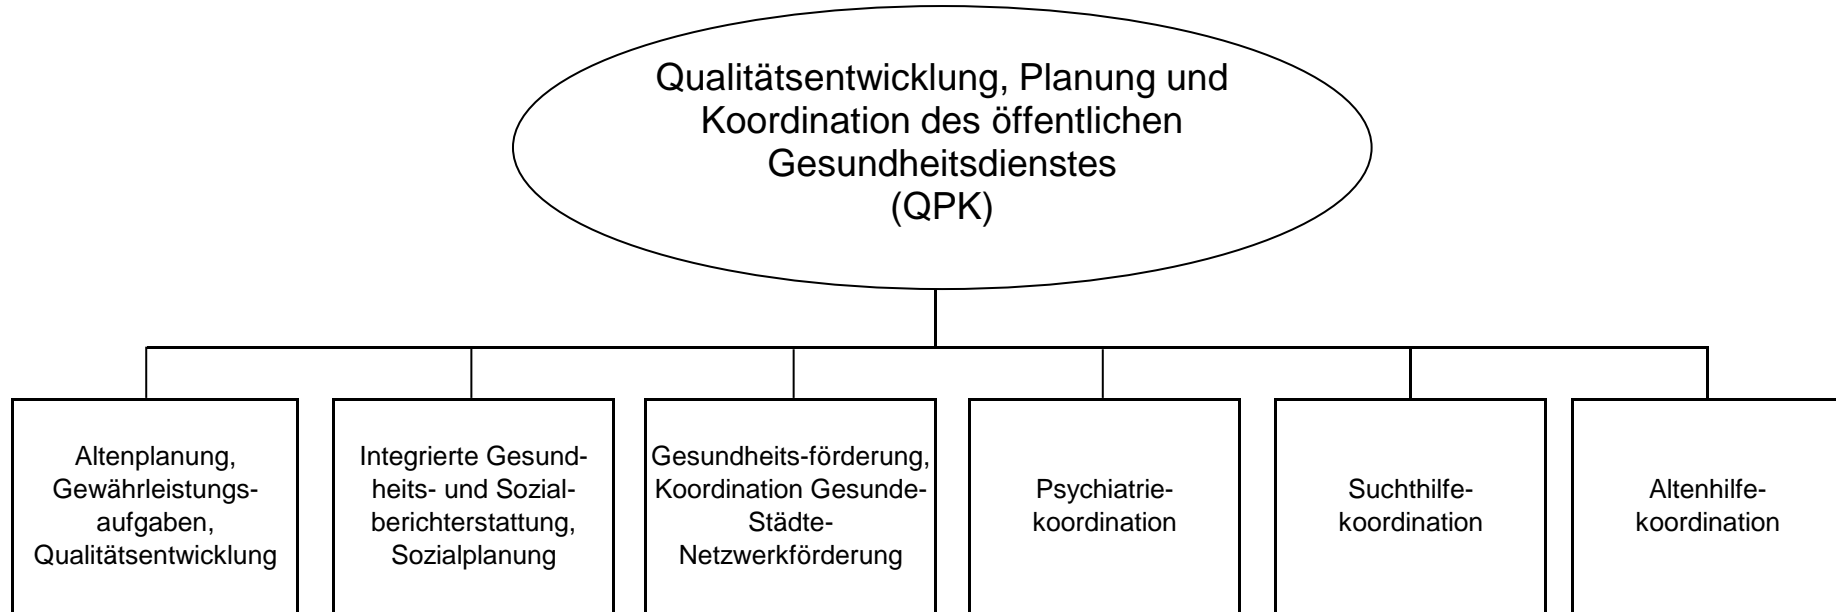 Qualitätsentwicklung, Planung und
Koordination des öffentlichen
Gesundheitsdienstes
(QPK)
Altenplanung,
Gewährleistungs-
aufgaben,
Qualitätsentwicklung
Integrierte Gesund-
heits- und Sozial-
berichterstattung,
Sozialplanung
Gesundheits-förderung,
Koordination Gesunde-
Städte-
Netzwerkförderung
Psychiatrie-
koordination
Suchthilfe-
koordination
Altenhilfe-
koordination